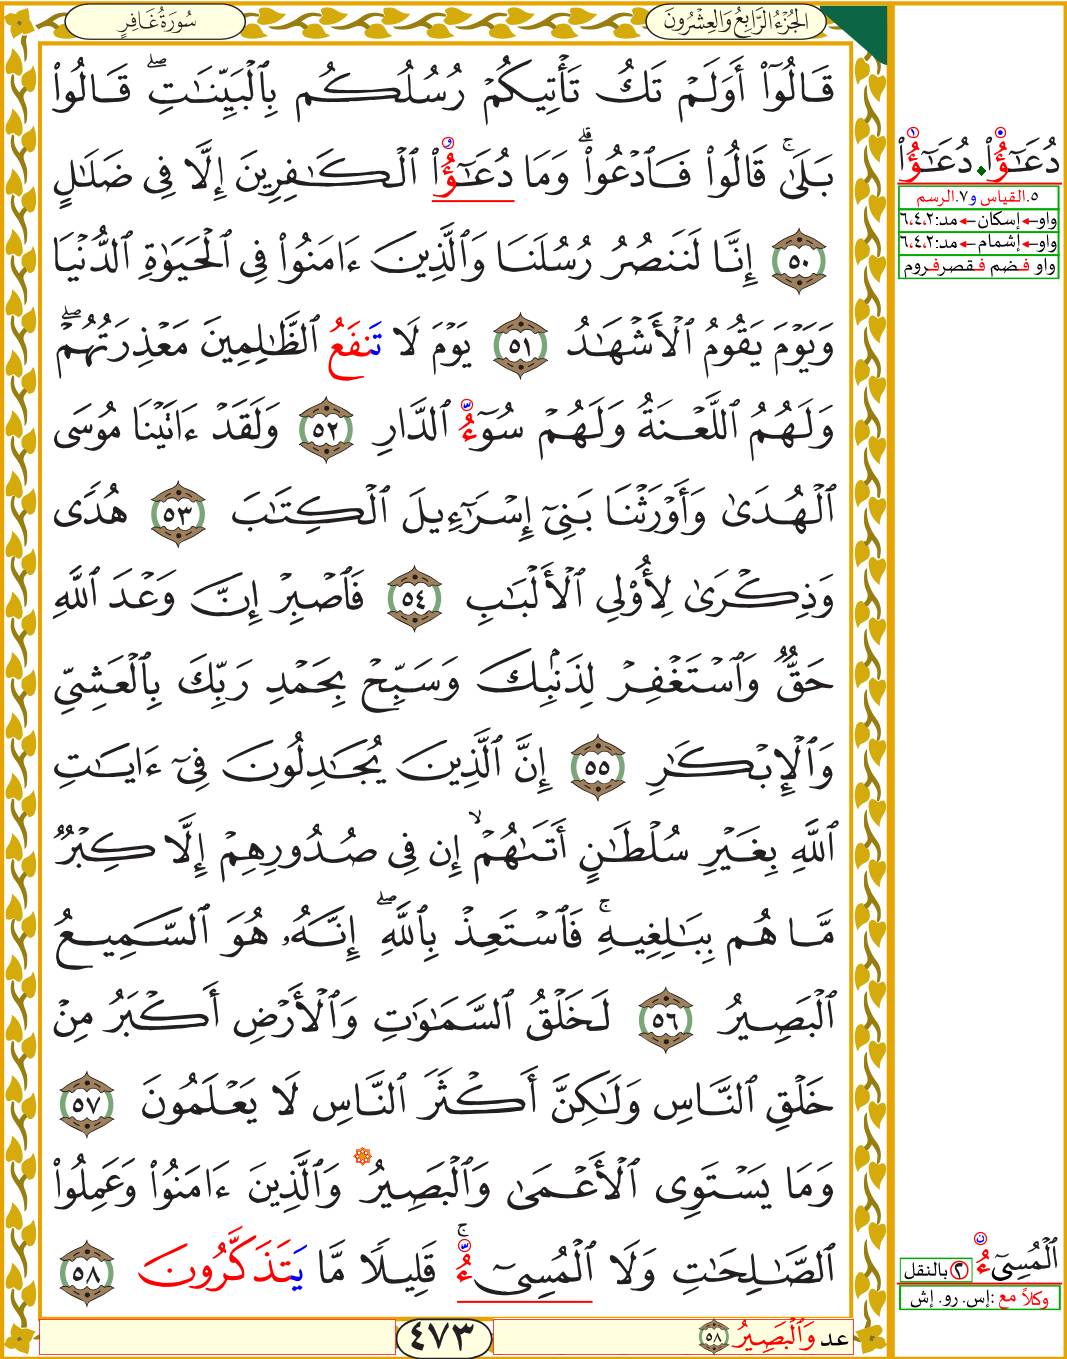 سُورَةُ غَافِرٍ
الجُزْءُ الرَّابِعُ وَالعِشْرُونَ
قَالُوٓا۟ أَوَلَمْ تَكُ تَأْتِيكُمْ رُسُلُكُم بِٱلْبَيِّنَـٰتِ ۖ قَالُوا۟
بَلَىٰ ۚ قَالُوا۟ فَٱدْعُوا۟ ۗ وَمَا دُعَـٰٓؤُا۟ ٱلْكَـٰفِرِينَ إِلَّا فِى ضَلَـٰلٍ
٥٠ إِنَّا لَنَنصُرُ رُسُلَنَا وَٱلَّذِينَ ءَامَنُوا۟ فِى ٱلْحَيَوٰةِ ٱلدُّنْيَا
وَيَوْمَ يَقُومُ ٱلْأَشْهَـٰدُ ٥١ يَوْمَ لَا تَنفَعُ ٱلظَّـٰلِمِينَ مَعْذِرَتُهُمْ ۖ
وَلَهُمُ ٱللَّعْنَةُ وَلَهُمْ سُوٓءُ ٱلدَّارِ ٥٢ وَلَقَدْ ءَاتَيْنَا مُوسَى
ٱلْهُدَىٰ وَأَوْرَثْنَا بَنِىٓ إِسْرَٰٓءِيلَ ٱلْكِتَـٰبَ ٥٣ هُدًى
وَذِكْرَىٰ لِأُو۟لِى ٱلْأَلْبَـٰبِ ٥٤ فَٱصْبِرْ إِنَّ وَعْدَ ٱللَّهِ
حَقٌّ وَٱسْتَغْفِرْ لِذَنۢبِكَ وَسَبِّحْ بِحَمْدِ رَبِّكَ بِٱلْعَشِىِّ
وَٱلْإِبْكَـٰرِ ٥٥ إِنَّ ٱلَّذِينَ يُجَـٰدِلُونَ فِىٓ ءَايَـٰتِ
ٱللَّهِ بِغَيْرِ سُلْطَـٰنٍ أَتَىٰهُمْ ۙ إِن فِى صُدُورِهِمْ إِلَّا كِبْرٌ
مَّا هُم بِبَـٰلِغِيهِ ۚ فَٱسْتَعِذْ بِٱللَّهِ ۖ إِنَّهُۥ هُوَ ٱلسَّمِيعُ
ٱلْبَصِيرُ ٥٦ لَخَلْقُ ٱلسَّمَـٰوَٰتِ وَٱلْأَرْضِ أَكْبَرُ مِنْ
خَلْقِ ٱلنَّاسِ وَلَـٰكِنَّ أَكْثَرَ ٱلنَّاسِ لَا يَعْلَمُونَ ٥٧
وَمَا يَسْتَوِى ٱلْأَعْمَىٰ وَٱلْبَصِيرُ وَٱلَّذِينَ ءَامَنُوا۟ وَعَمِلُوا۟
ٱلصَّـٰلِحَـٰتِ وَلَا ٱلْمُسِىٓءُ ۚ قَلِيلًا مَّا يَتَذَكَّرُونَ ٥٨
دُعَـٰٓؤُا۟ دُعَـٰٓؤُا۟
٥.القياس و٧.الرسم
واو←إسكان←مد:٦،٤،٢
واو←إشمام←مد:٦،٤،٢
واو فضم فقصرفروم
ٱلْمُسِىٓءُ
٢ بالنقل
وكلاً مع :إس. رو. إش
عد وَٱلْبَصِيرُ ٥٨
٤٧٣